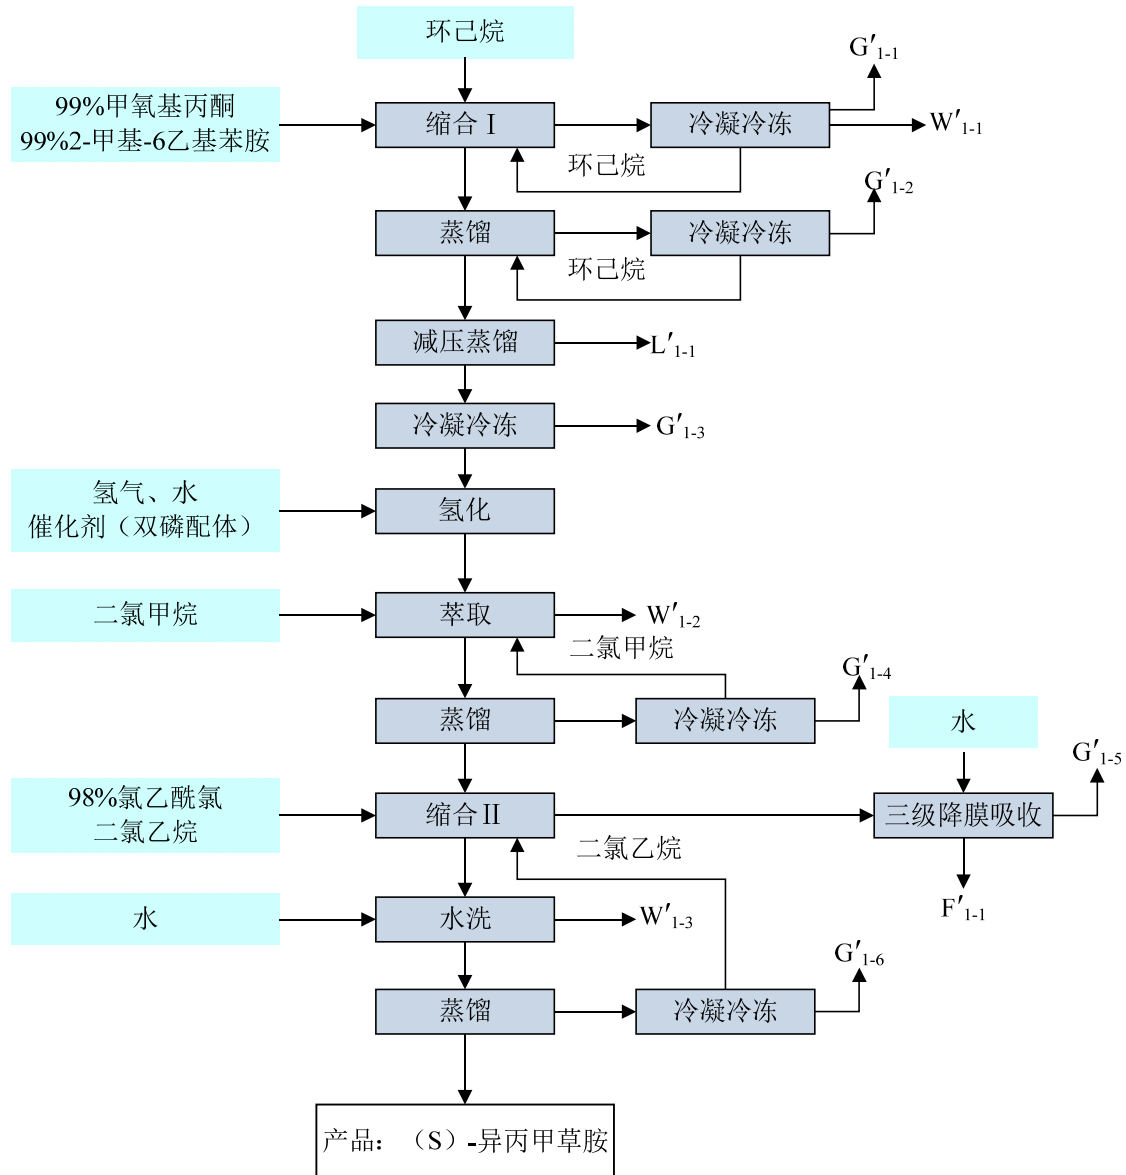 环己烷
G′1-1
99%甲氧基丙酮
99%2-甲基-6乙基苯胺
缩合Ⅰ
冷凝冷冻
W′1-1
环己烷
G′1-2
蒸馏
冷凝冷冻
环己烷
减压蒸馏
L′1-1
冷凝冷冻
G′1-3
氢气、水
催化剂（双磷配体）
氢化
二氯甲烷
萃取
W′1-2
二氯甲烷
G′1-4
蒸馏
冷凝冷冻
水
G′1-5
98%氯乙酰氯
二氯乙烷
缩合Ⅱ
三级降膜吸收
二氯乙烷
F′1-1
水
水洗
W′1-3
G′1-6
蒸馏
冷凝冷冻
产品：（S）-异丙甲草胺